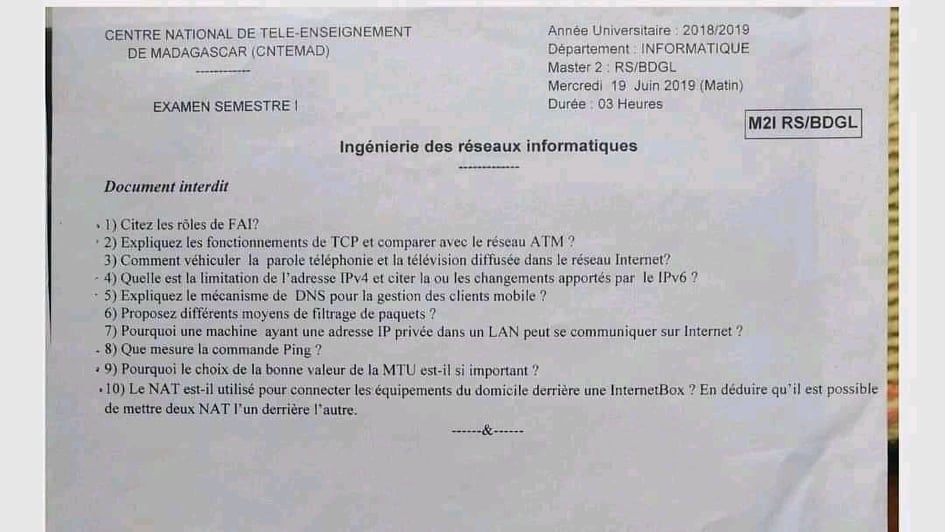 CENTRE NATIONAL DE TELE-ENSEIGNEMENT
DE MADAGASCAR (CNTEMAD)
------------
EXAMEN SEMESTRE I
Année Universitaire : 2018/2019
Département : INFORMATIQUE
Master 2 : RS/BDGL
Mercredi 19 Juin 2019 (Matin)
Durée : 03 Heures
M2I RS/BDGL
Ingénierie des réseaux informatiques
-------------
Document interdit
1) Citez les rôles de FAI?
2) Expliquez les fonctionnements de TCP et comparer avec le réseau ATM ?
3) Comment véhiculer la parole téléphonie et la télévision diffusée dans le réseau Internet?
4) Quelle est la limitation de l'adresse IPv4 et citer la ou les changements apportés par le IPv6 ?
5) Expliquez le mécanisme de DNS pour la gestion des clients mobile ?
6) Proposez différents moyens de filtrage de paquets ?
7) Pourquoi une machine ayant une adresse IP privée dans un LAN peut se communiquer sur Internet ?
8) Que mesure la commande Ping ?
9) Pourquoi le choix de la bonne valeur de la MTU est-il si important ?
10) Le NAT est-il utilisé pour connecter les équipements du domicile derrière une InternetBox ? En déduire qu'il est possible
de mettre deux NAT l'un derrière l'autre.
------&------